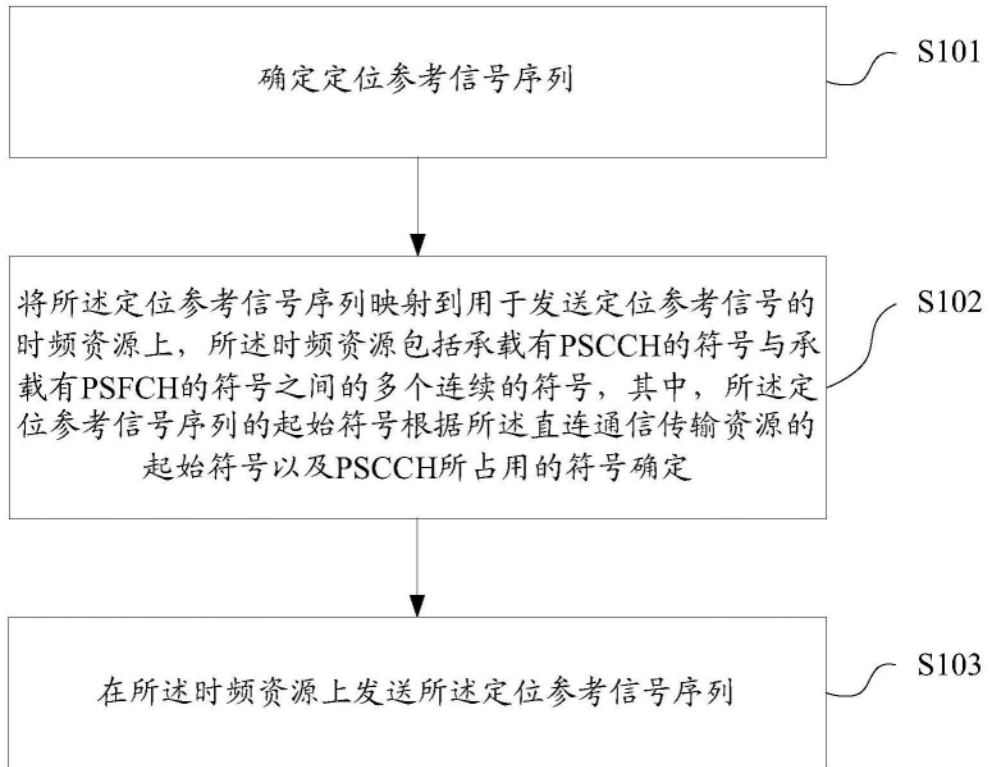 确定定位参考信号序列
S101
将所述定位参考信号序列映射到用于发送定位参考信号的
时频资源上，所述时频资源包括承载有PSCCH的符号与承
载有PSFCH的符号之间的多个连续的符号，其中，所述定
位参考信号序列的起始符号根据所述直连通信传输资源的
起始符号以及PSCCH所占用的符号确定
S102
在所述时频资源上发送所述定位参考信号序列
S103